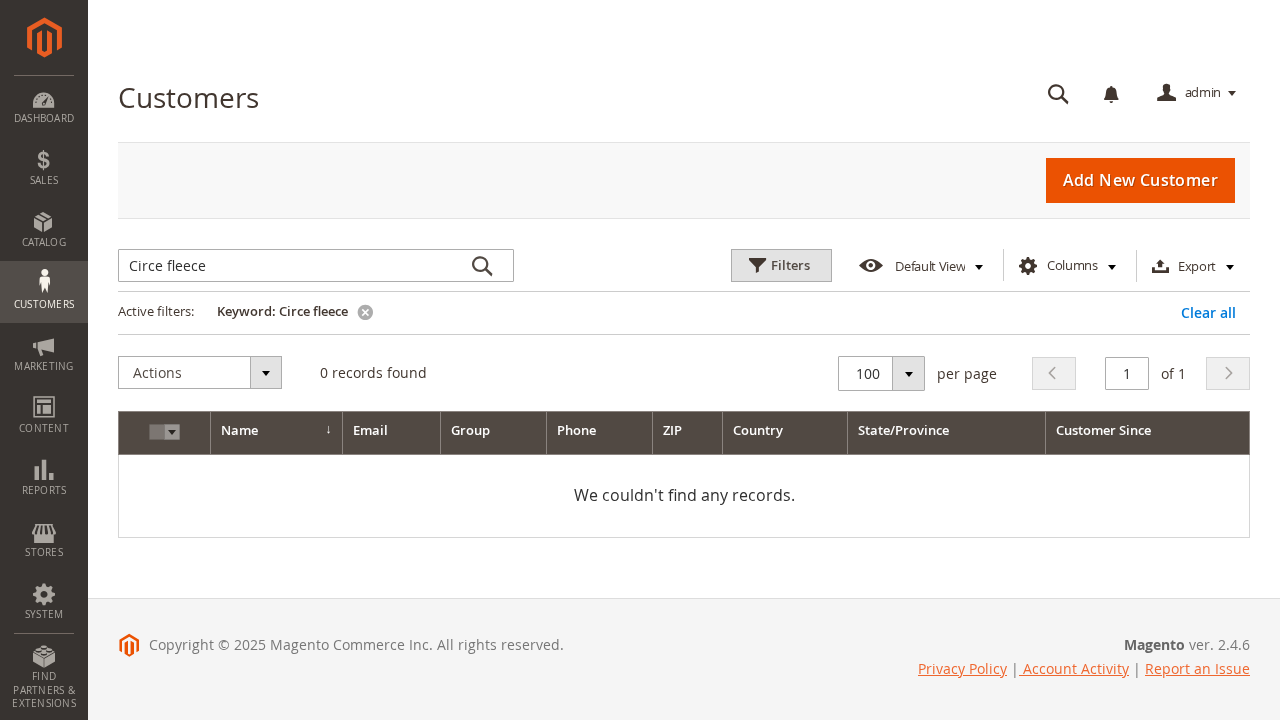 DASHBOARD
SALES
CATALOG
CUSTOMERS
MARKETING
CONTENT
REPORTS
STORES
SYSTEM
FIND
PARTNERS &
EXTENSIONS
Customers
admin
Add New Customer
Circe fleece
Filters
Default View
Columns
Export
Active filters:
Keyword: Circe fleece
Clear all
Actions
0 records found
100
per page
1
of 1
Name ↓
Email
Group
Phone
ZIP
Country
State/Province
Customer Since
We couldn't find any records.
Copyright © 2025 Magento Commerce Inc. All rights reserved.
Magento ver. 2.4.6
Privacy Policy | Account Activity | Report an Issue